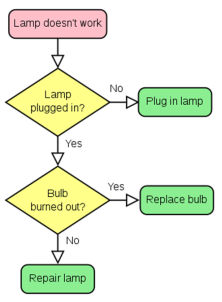 Lamp doesn't work
Lamp
plugged in?
No
Plug in lamp
Yes
Bulb
burned out?
Yes
Replace bulb
No
Repair lamp